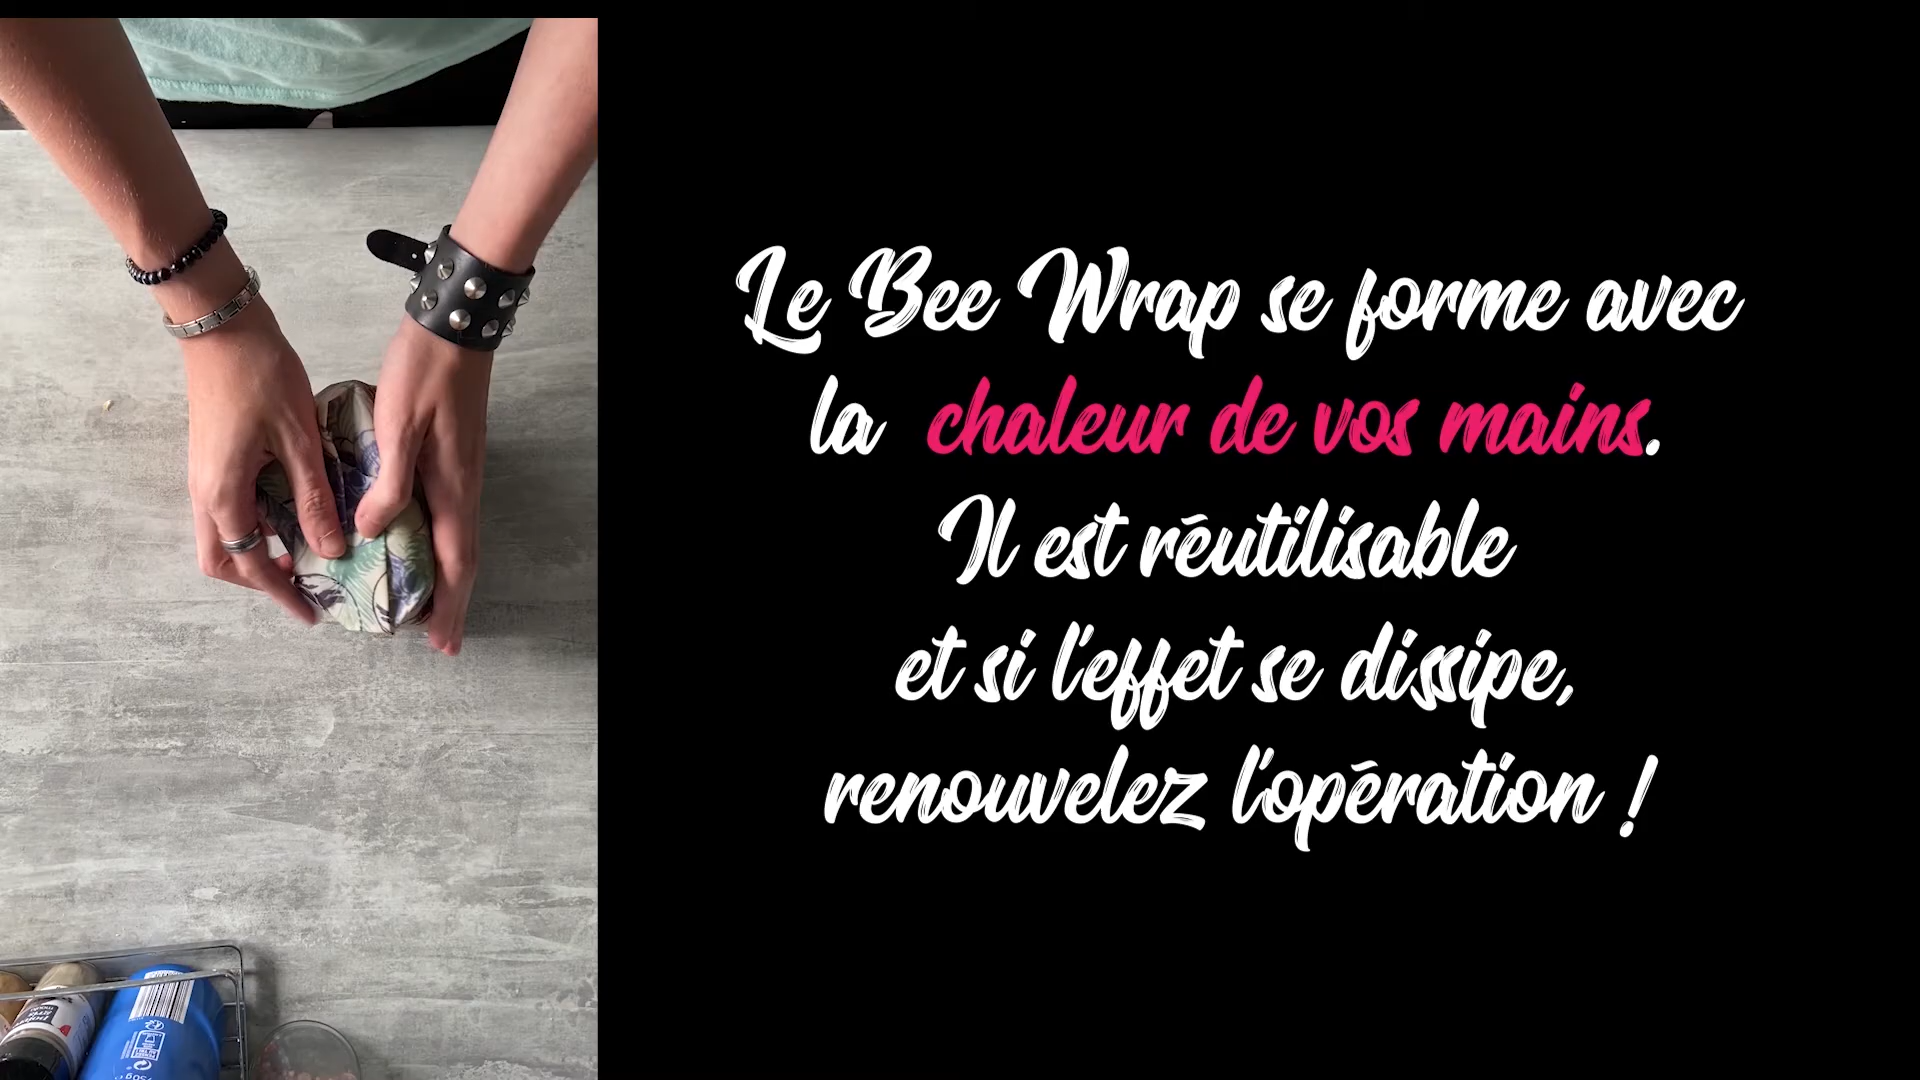 Le Bee Wrap se forme avec
la chaleur de vos mains.
Il est réutilisable
et si l'effet se dissipe,
renouvelez l'opération !